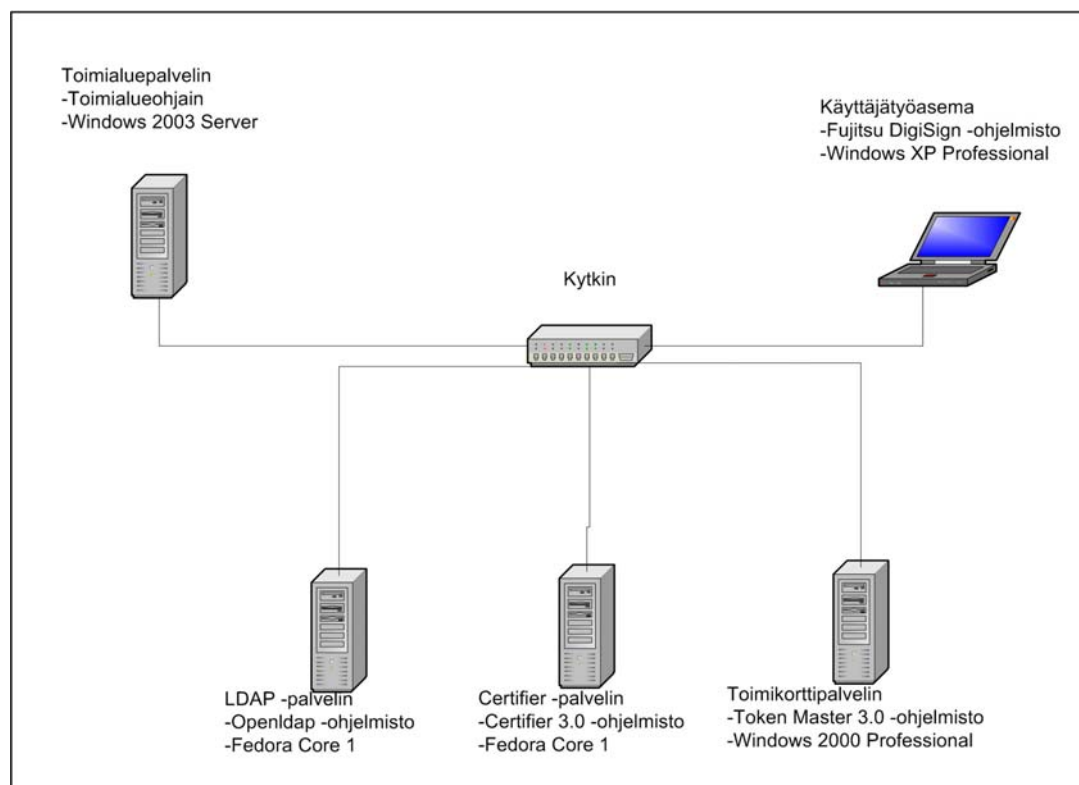 Toimialuepalvelin
-Toimialueohjain
-Windows 2003 Server
Käyttäjätyöasema
-Fujitsu DigiSign -ohjelmisto
-Windows XP Professional
Kytkin
LDAP -palvelin
-Openldap -ohjelmisto
-Fedora Core 1
Certifier -palvelin
-Certifier 3.0 -ohjelmisto
-Fedora Core 1
Toimikorttipalvelin
-Token Master 3.0 -ohjelmisto
-Windows 2000 Professional